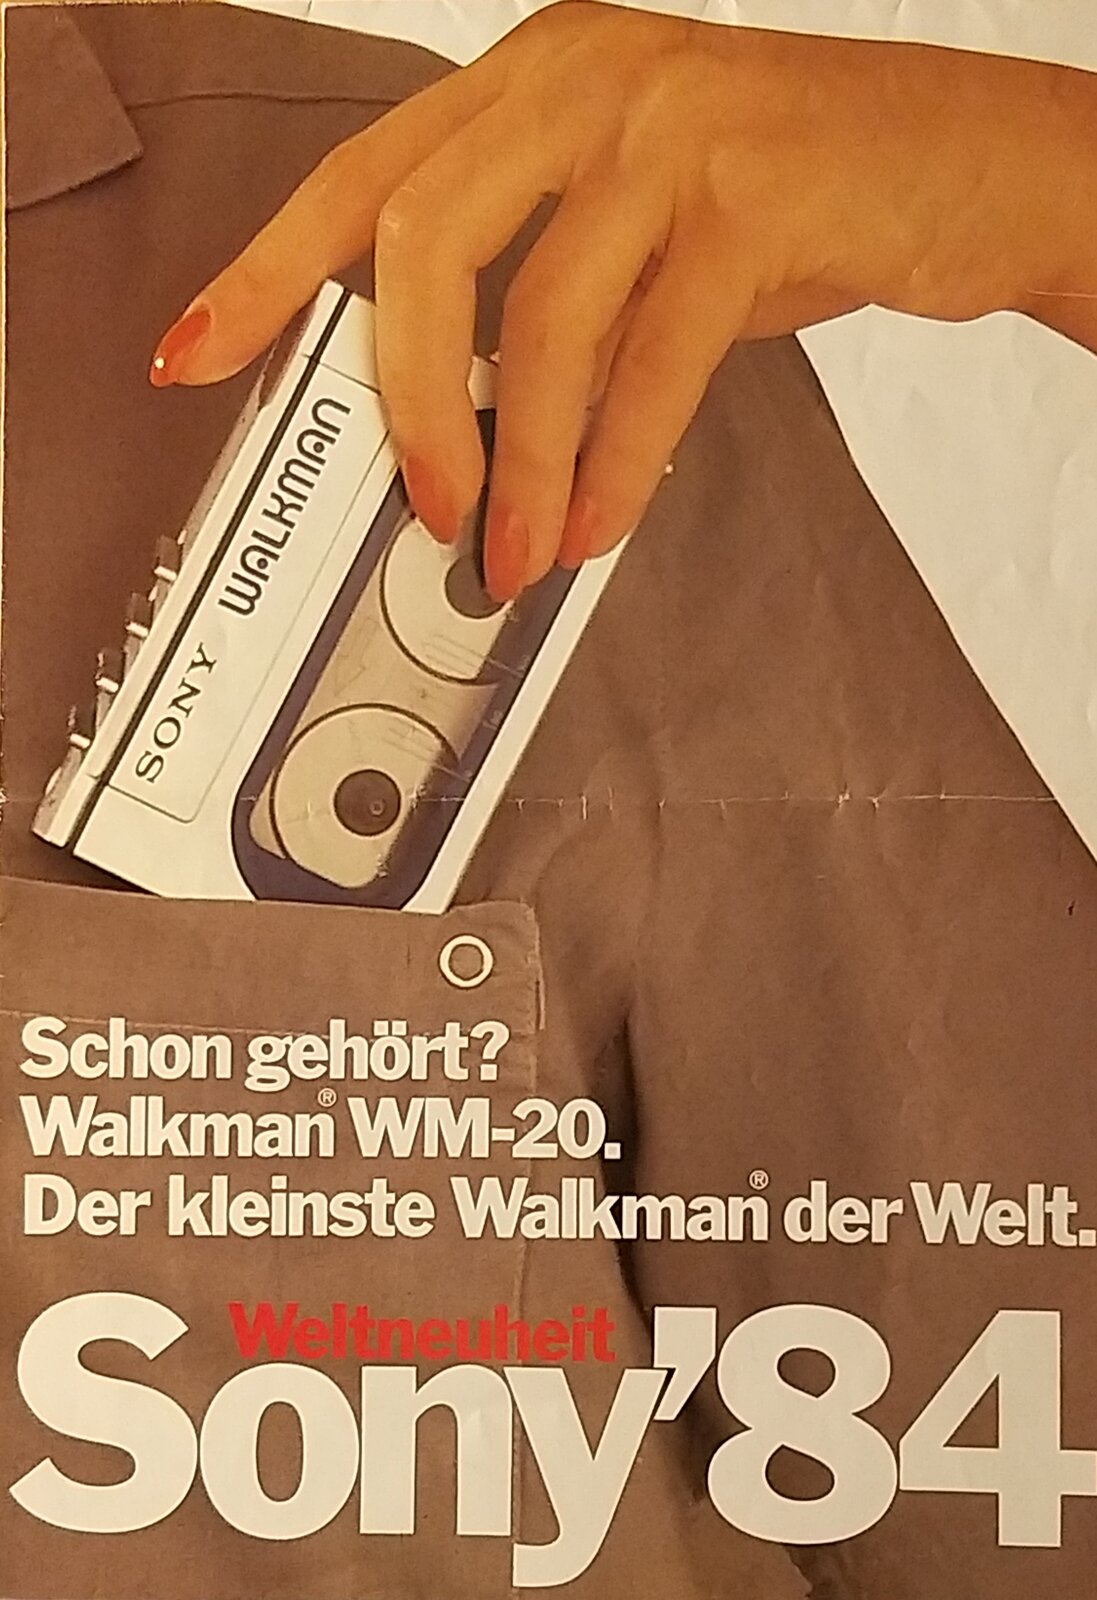 SONY WALKMAN
Schon gehört?
Walkman® WM-20.
Der kleinste Walkman® der Welt.
Weltneuheit
Sony '84